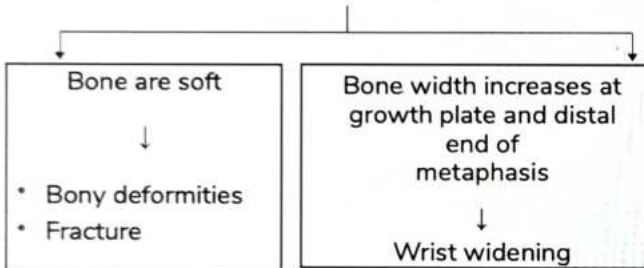 Bone are soft
↓
• Bony deformities
• Fracture
Bone width increases at
growth plate and distal
end of
metaphasis
↓
Wrist widening